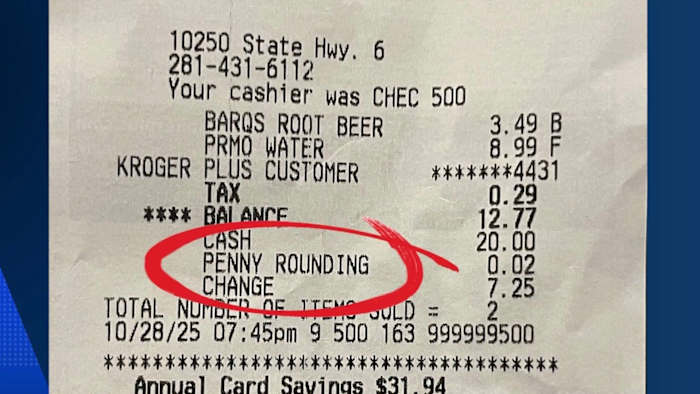 10250 State Hwy. 6
281-431-6112
Your cashier was CHEC 500
BARQS ROOT BEER 3.49 B
PRMO WATER 8.99 F
KROGER PLUS CUSTOMER *******4431
TAX 0.29
**** BALANCE 12.77
CASH 20.00
PENNY ROUNDING 0.02
CHANGE 7.25
TOTAL NUMBER OF ITEMS SOLD = 2
10/28/25 07:45pm 9 500 163 999999500
************************************
Annual Card Savings $31.94